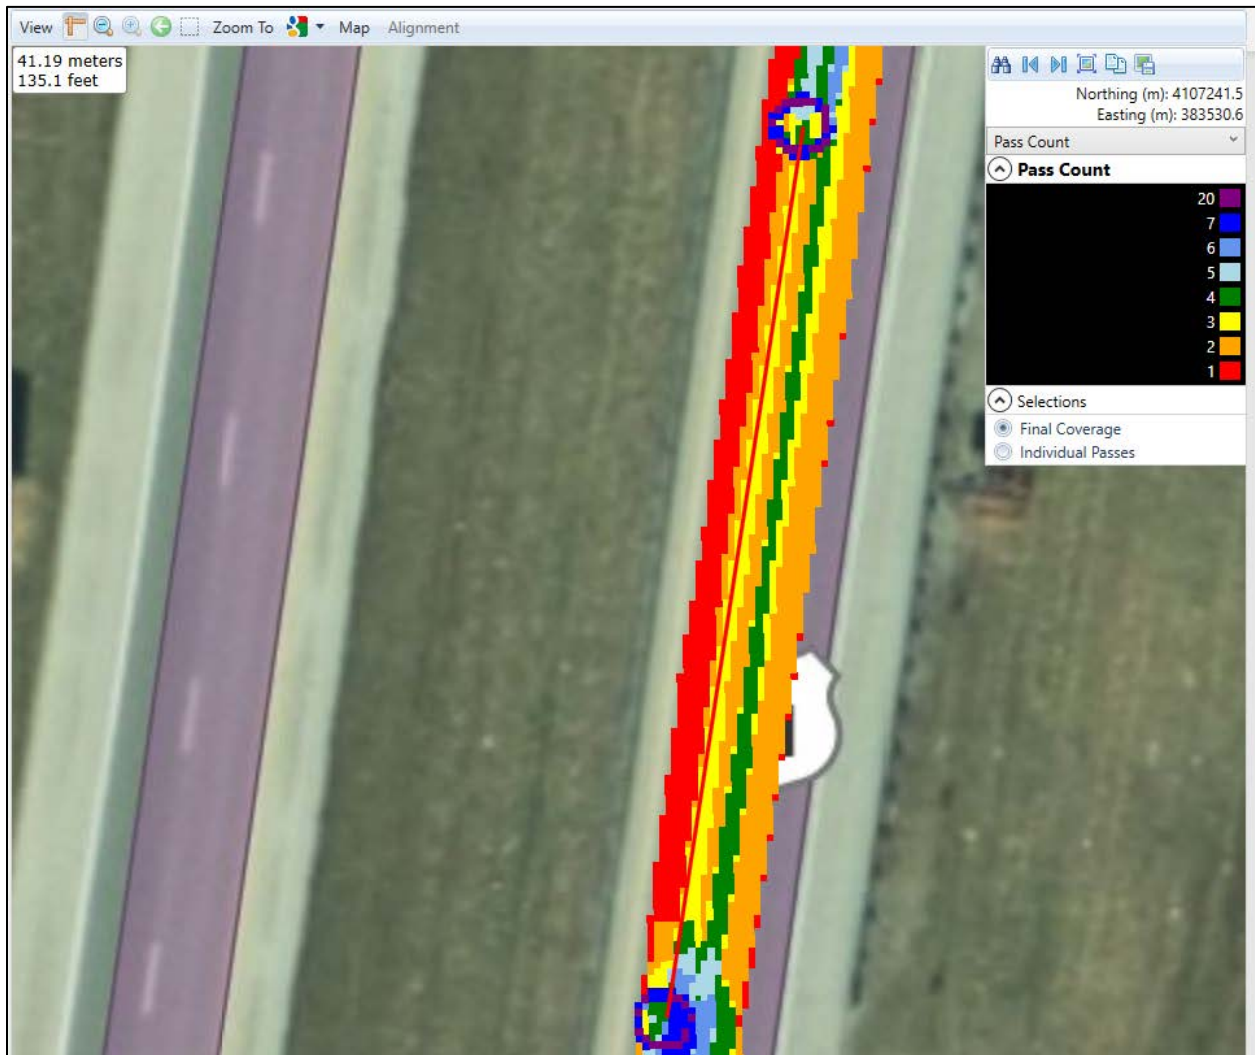 View Zoom To Map Alignment
41.19 meters
135.1 feet
Northing (m): 4107241.5
Easting (m): 383530.6
Pass Count
Pass Count
20
7
6
5
4
3
2
1
Selections
Final Coverage
Individual Passes